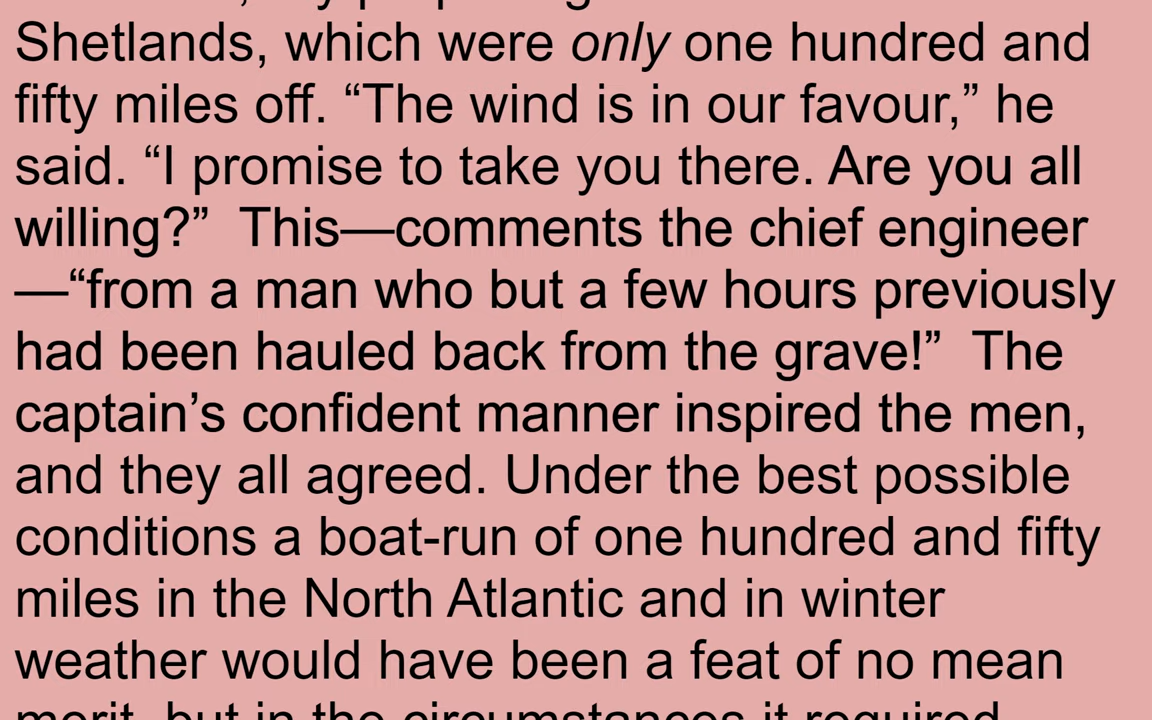 Shetlands, which were only one hundred and
fifty miles off. “The wind is in our favour,” he
said. “I promise to take you there. Are you all
willing?”  This—comments the chief engineer
—“from a man who but a few hours previously
had been hauled back from the grave!”  The
captain’s confident manner inspired the men,
and they all agreed. Under the best possible
conditions a boat-run of one hundred and fifty
miles in the North Atlantic and in winter
weather would have been a feat of no mean
merit, but in the circumstances it required